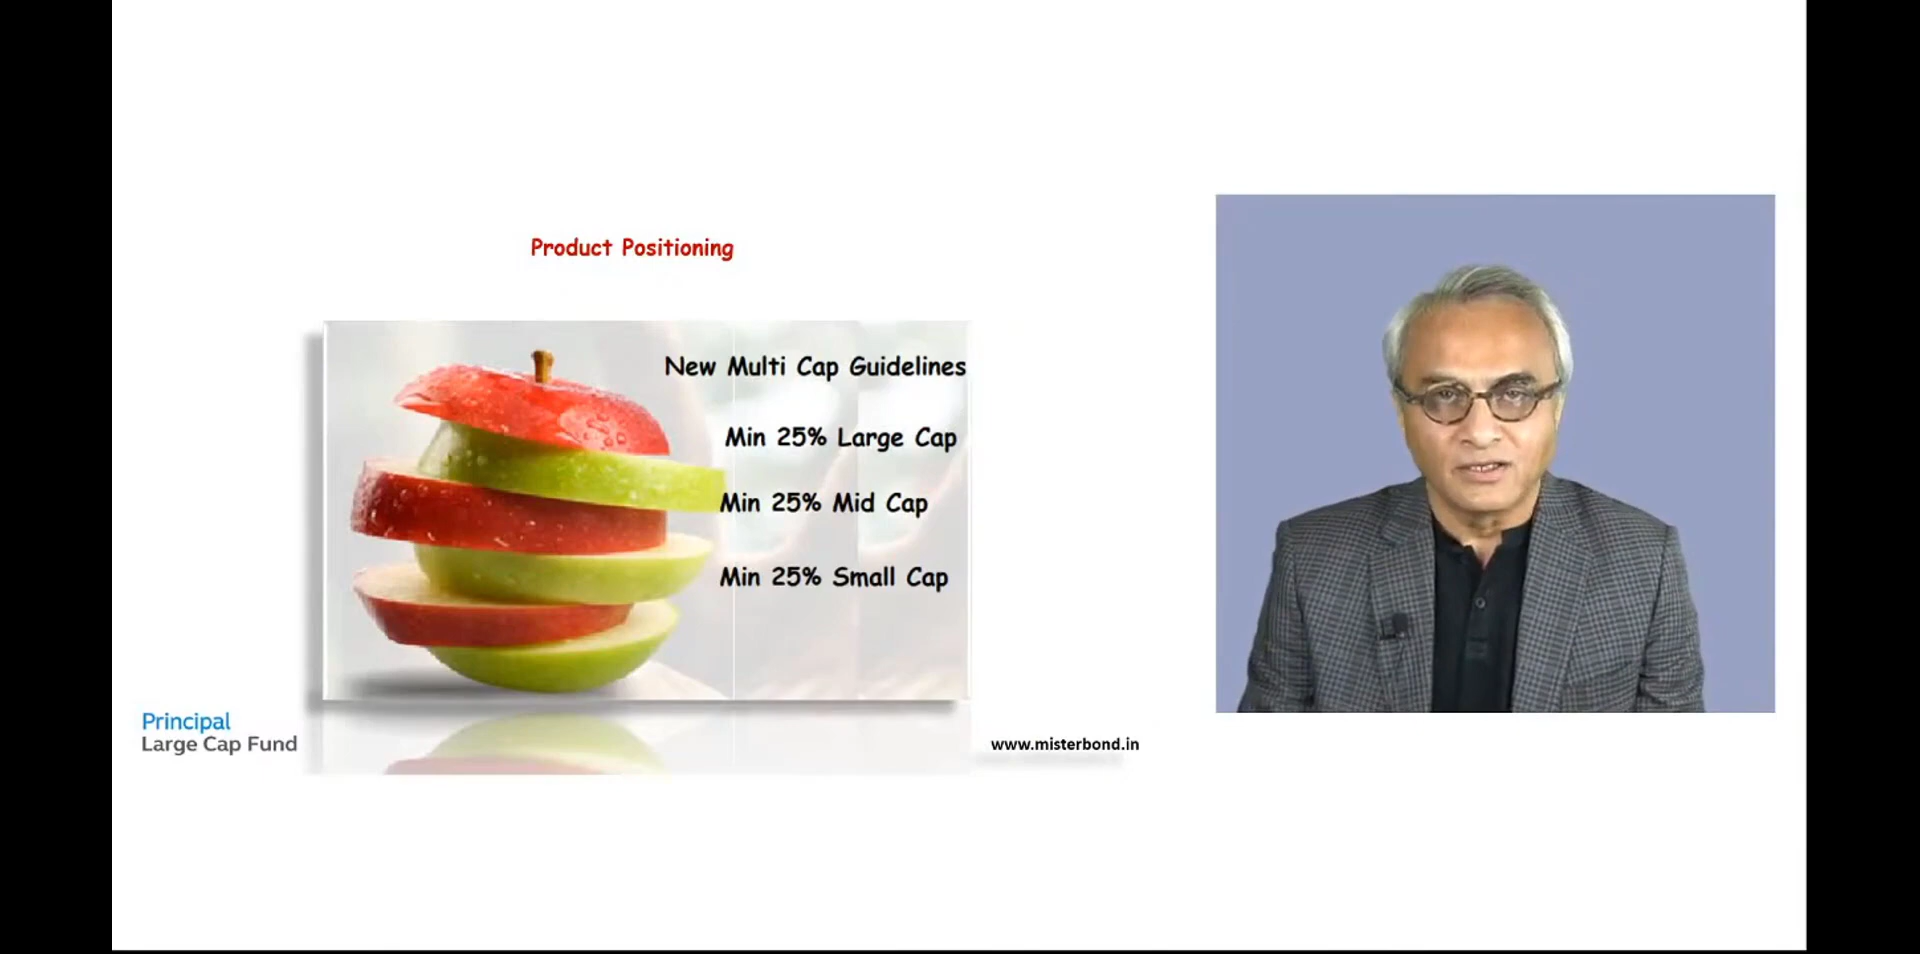 Product Positioning
New Multi Cap Guidelines
Min 25% Large Cap
Min 25% Mid Cap
Min 25% Small Cap
Principal
Large Cap Fund
www.misterbond.in